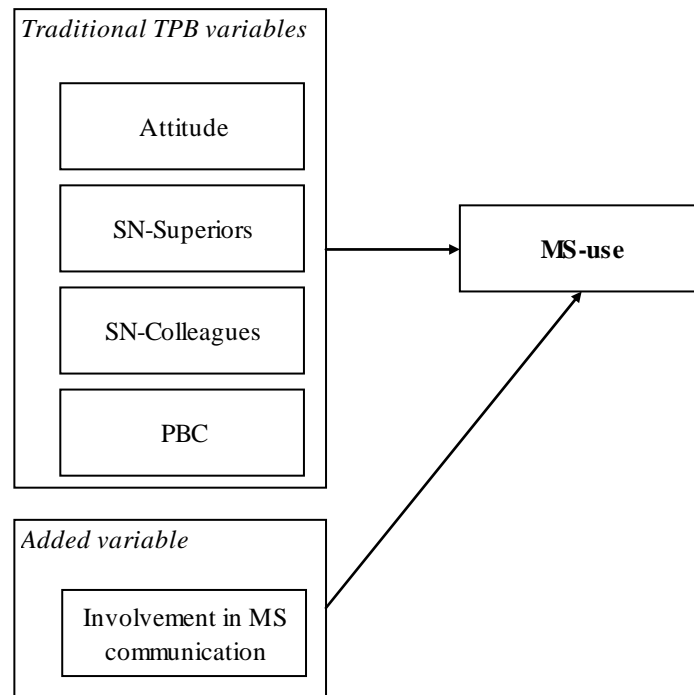 Traditional TPB variables
Attitude
SN-Superiors
SN-Colleagues
PBC
MS-use
Added variable
Involvement in MS
communication